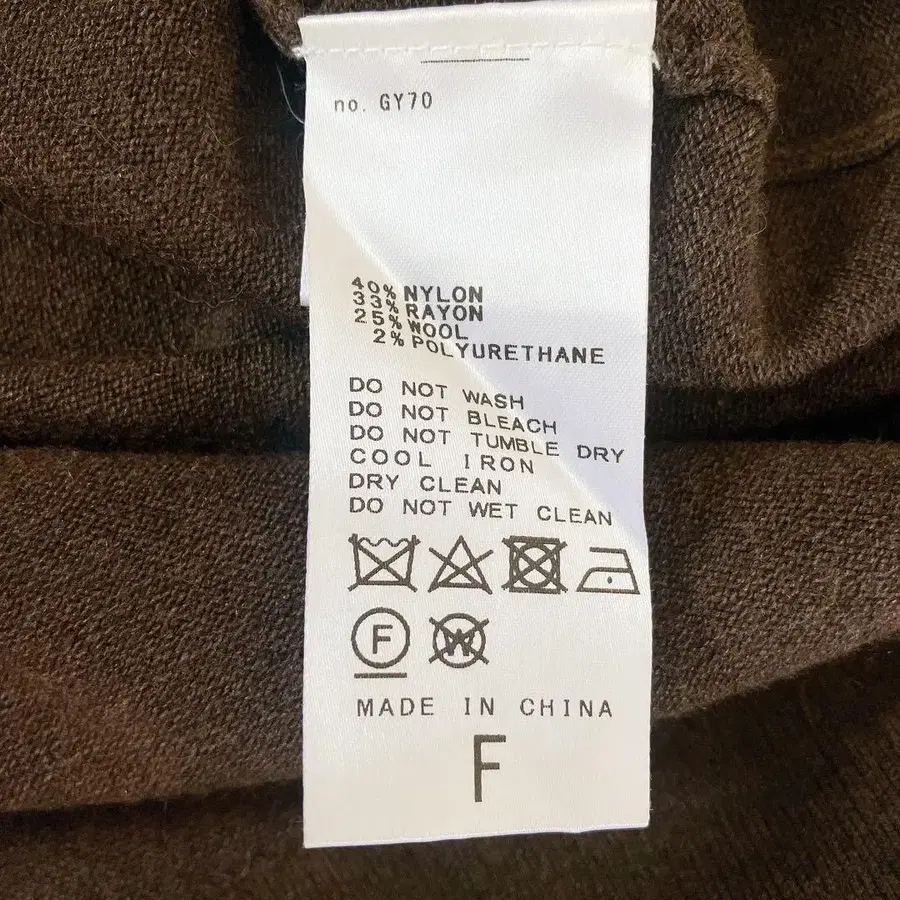 no. GY70
40% NYLON
33% RAYON
25% WOOL
2% POLYURETHANE
DO NOT WASH
DO NOT BLEACH
DO NOT TUMBLE DRY
COOL IRON
DRY CLEAN
DO NOT WET CLEAN
F W
MADE IN CHINA
F